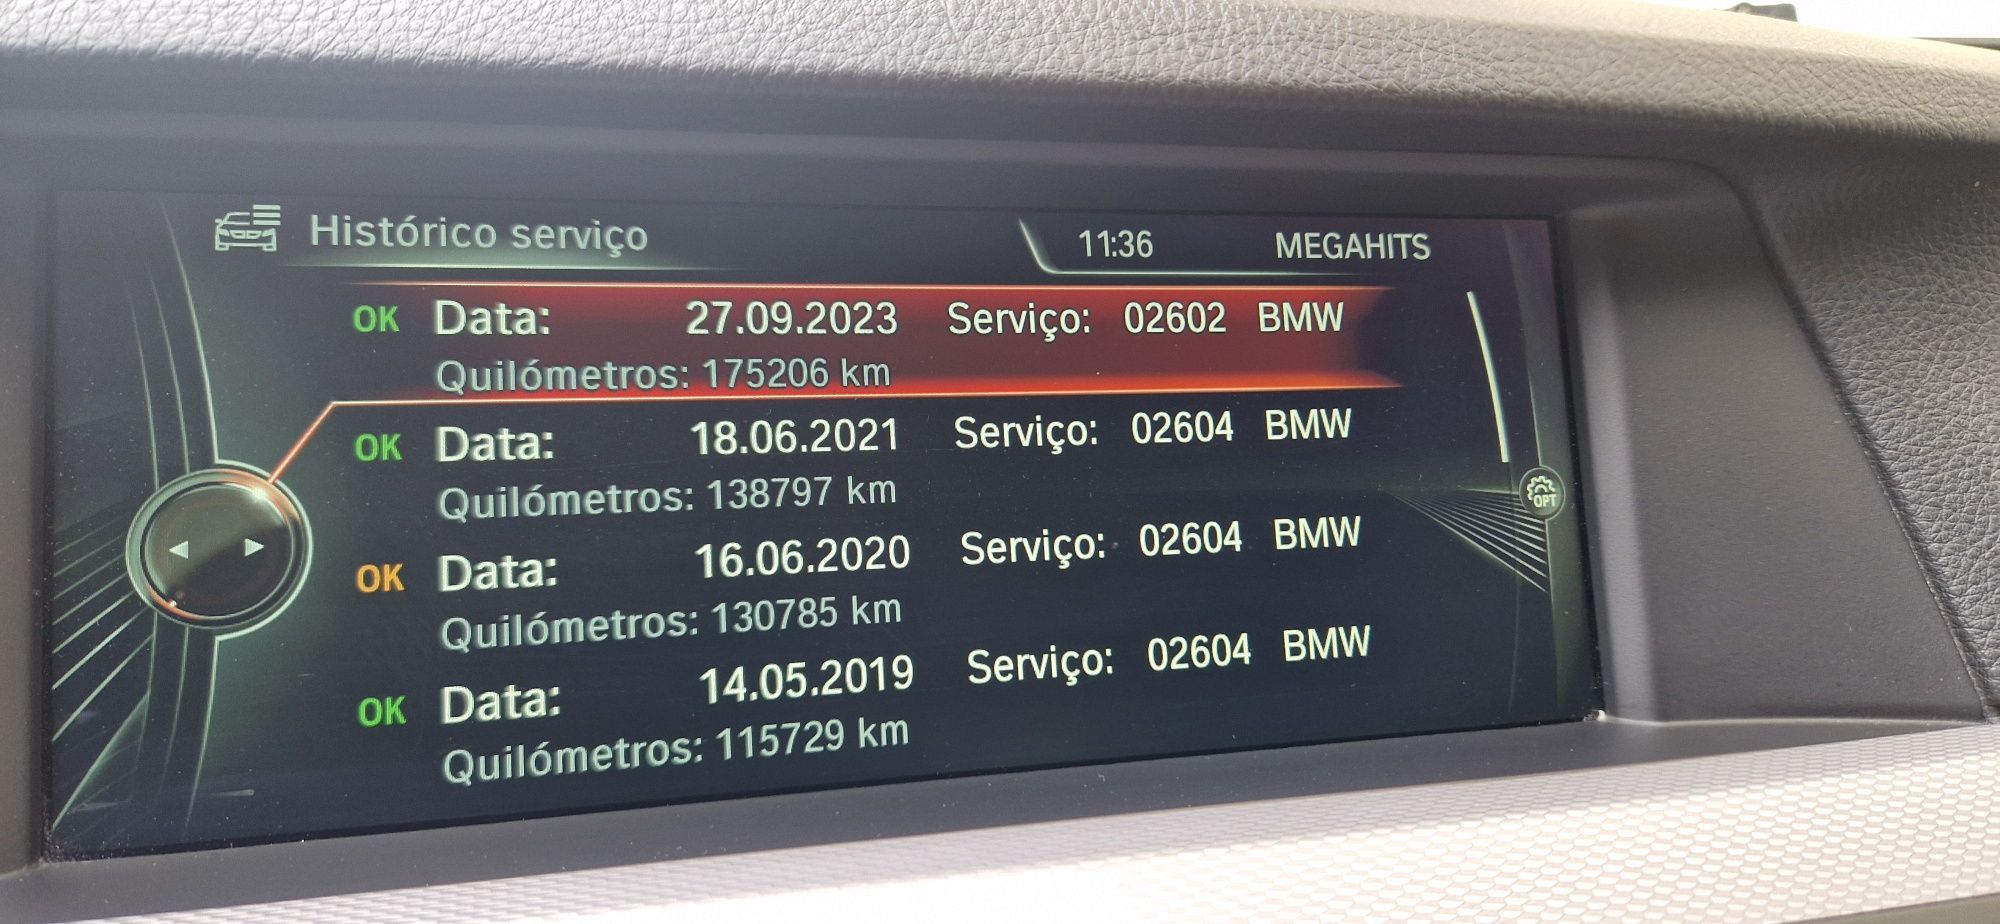 Histórico serviço 11:36 MEGAHITS
OK Data: 27.09.2023 Serviço: 02602 BMW
Quilómetros: 175206 km
OK Data: 18.06.2021 Serviço: 02604 BMW
Quilómetros: 138797 km
OK Data: 16.06.2020 Serviço: 02604 BMW
Quilómetros: 130785 km
OK Data: 14.05.2019 Serviço: 02604 BMW
Quilómetros: 115729 km
OPT